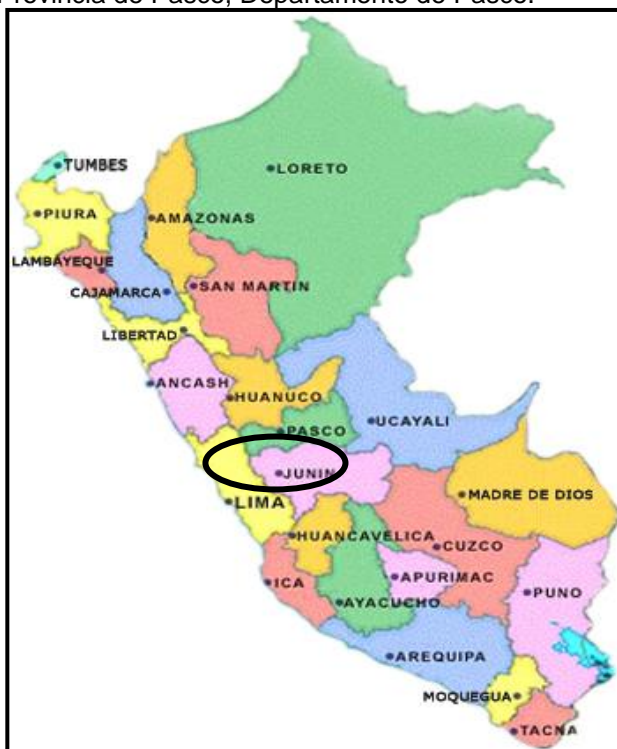 Provincia de Pasco, Departamento de Pasco.
TUMBES
LORETO
PIURA
AMAZONAS
LAMBAYEQUE
SAN MARTIN
CAJAMARCA
LIBERTAD
ANCASH
HUANUCO
UCAYALI
PASCO
JUNIN
MADRE DE DIOS
LIMA
HUANCAVELICA
CUZCO
APURIMAC
ICA
PUNO
AYACUCHO
AREQUIPA
MOQUEGUA
TACNA